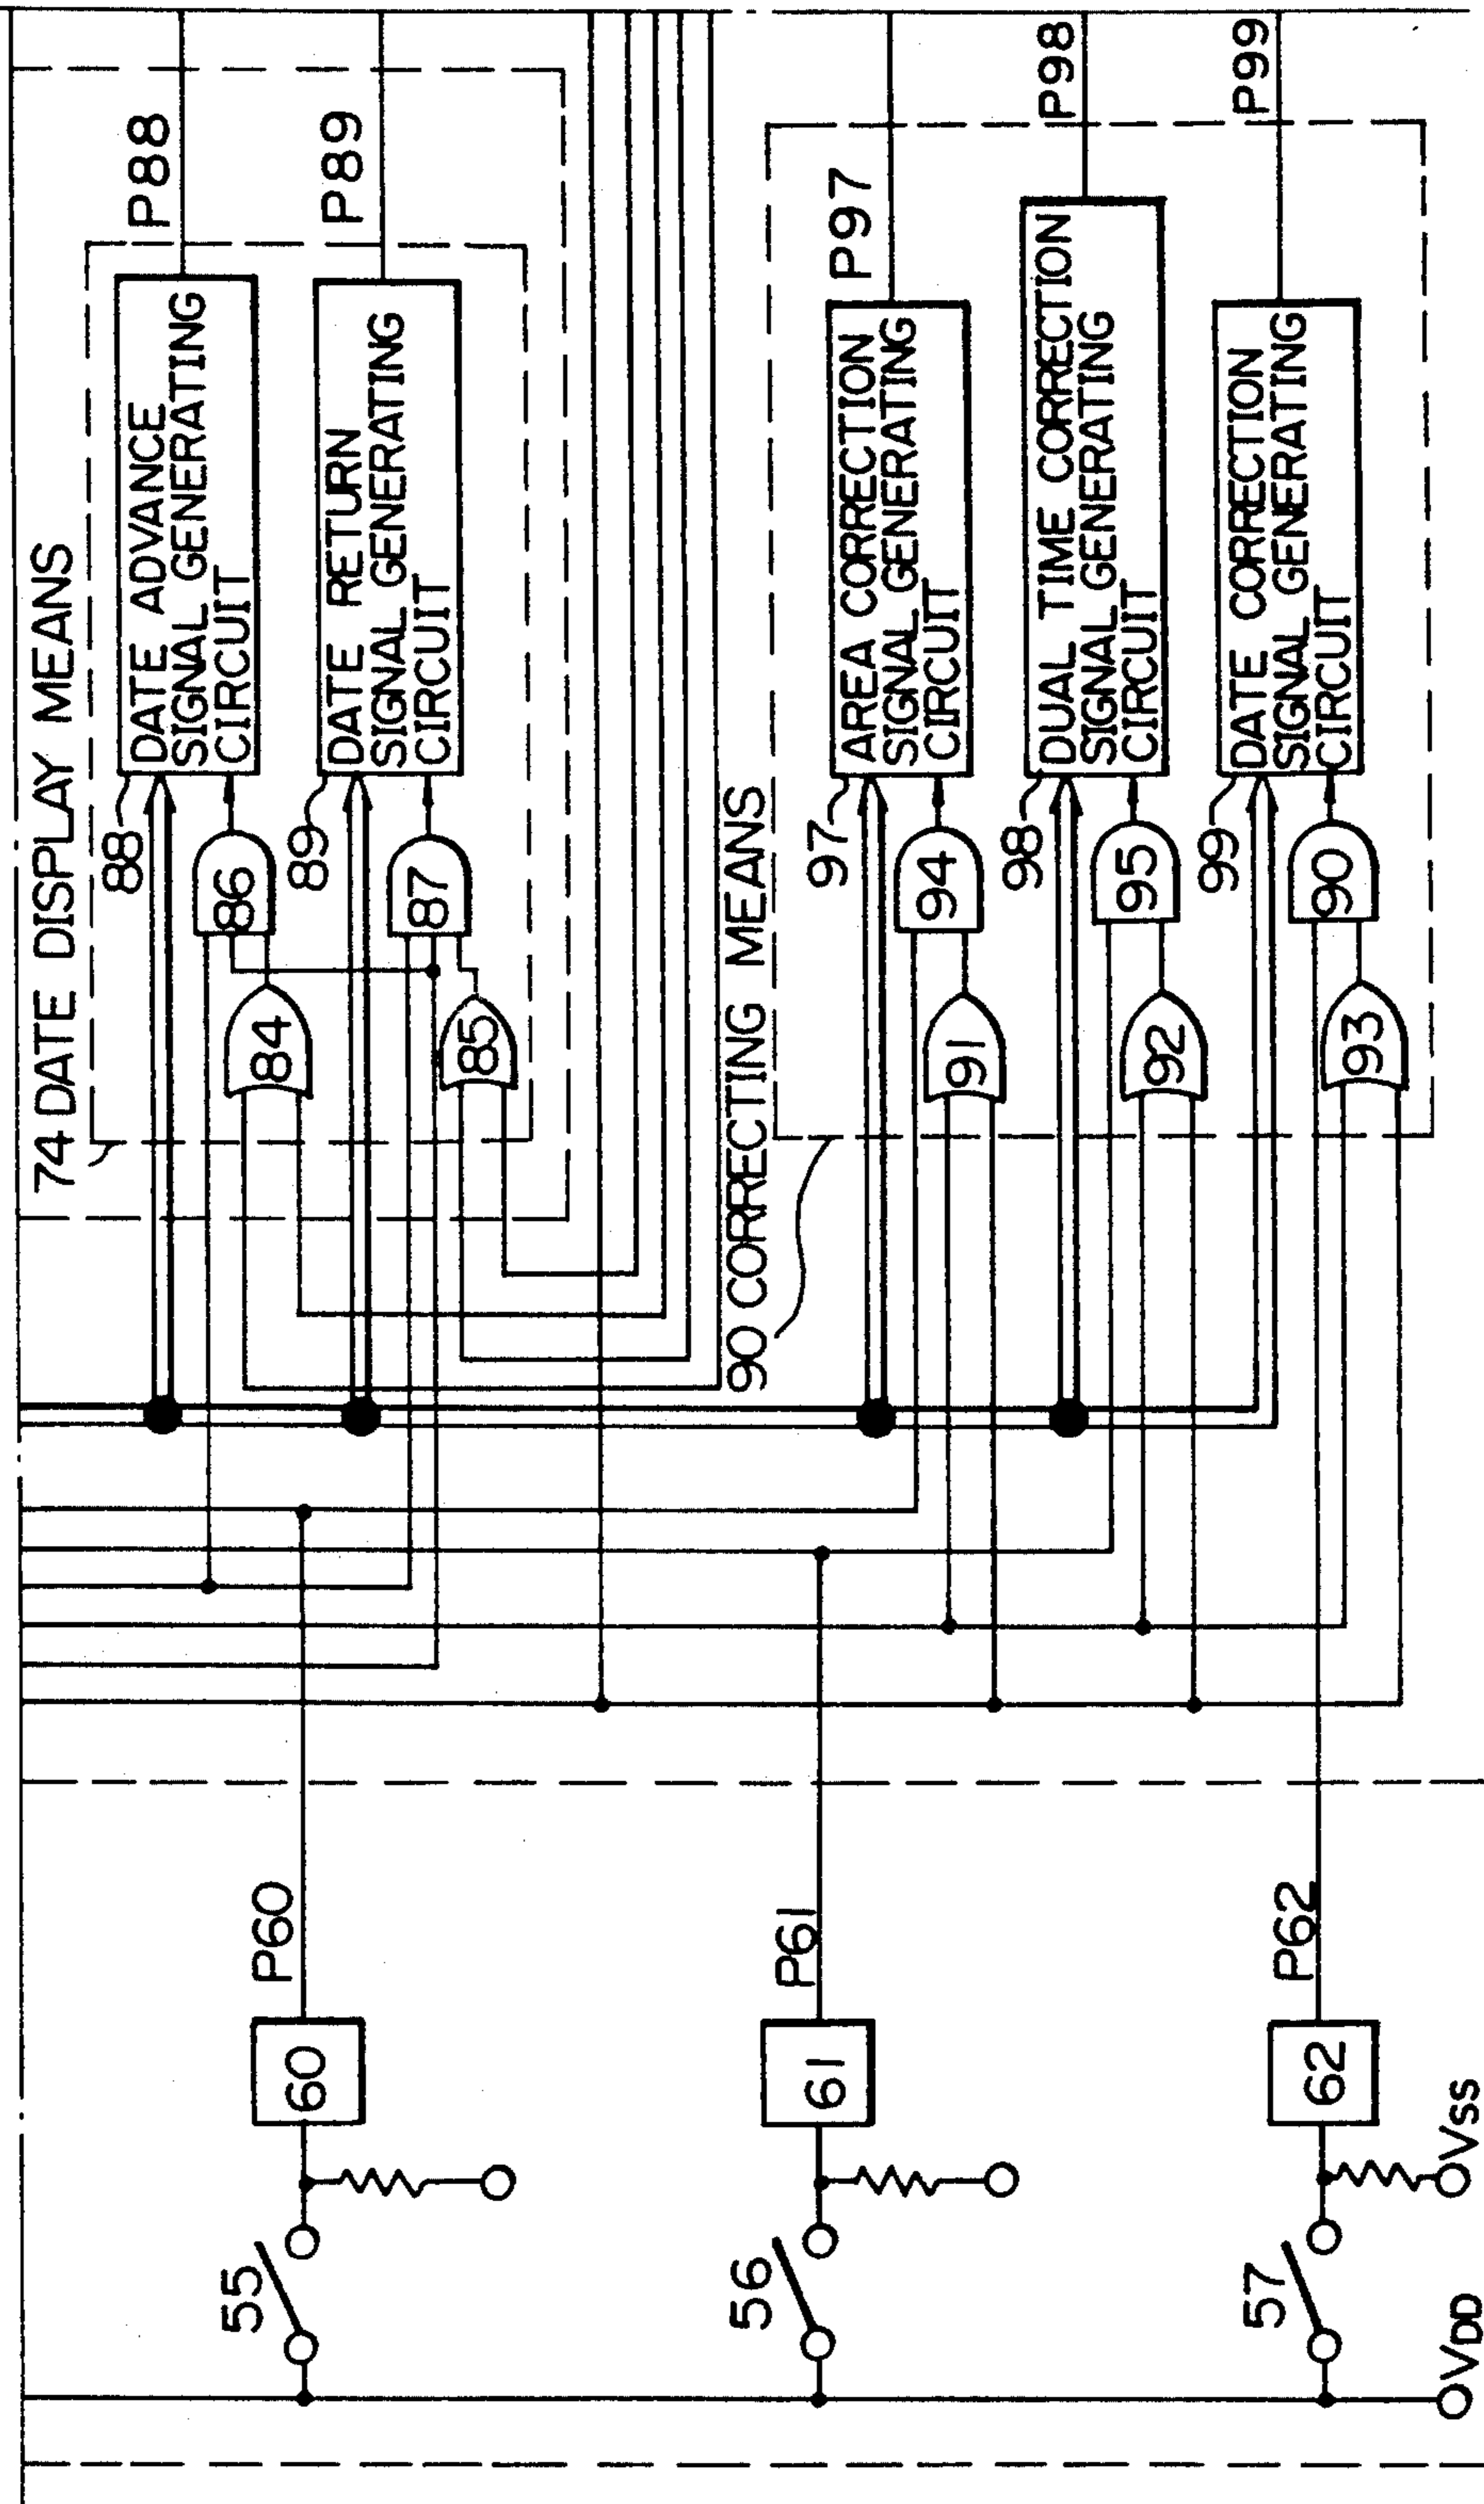 74 DATE DISPLAY MEANS
88
DATE ADVANCE
SIGNAL GENERATING
CIRCUIT
P88
86
84
89
DATE RETURN
SIGNAL GENERATING
CIRCUIT
P89
87
85
90 CORRECTING MEANS
97
AREA CORRECTION
SIGNAL GENERATING
CIRCUIT
P97
94
91
98
DUAL TIME CORRECTION
SIGNAL GENERATING
CIRCUIT
P98
95
92
99
DATE CORRECTION
SIGNAL GENERATING
CIRCUIT
P99
90
93
55
60
P60
56
61
P61
57
62
P62
VDD
VSS